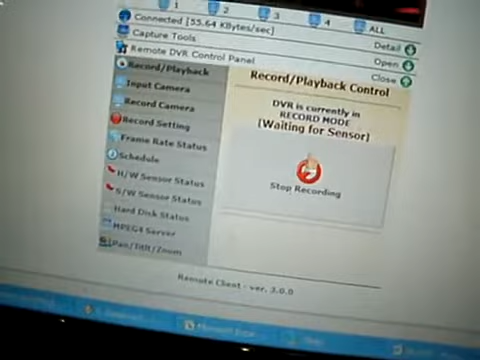 1 2 3 4 ALL
Connected [55.64 KBytes/sec]
Capture Tools Detail
Remote DVR Control Panel Open
Close
Record/Playback
Input Camera
Record Camera
Record Setting
Frame Rate Status
Schedule
H/W Sensor Status
S/W Sensor Status
Hard Disk Status
MPEG4 Server
Pan/Tilt/Zoom
Record/Playback Control
DVR is currently in
RECORD MODE
[Waiting for Sensor]
Stop Recording
Remote Client - ver. 3.0.0